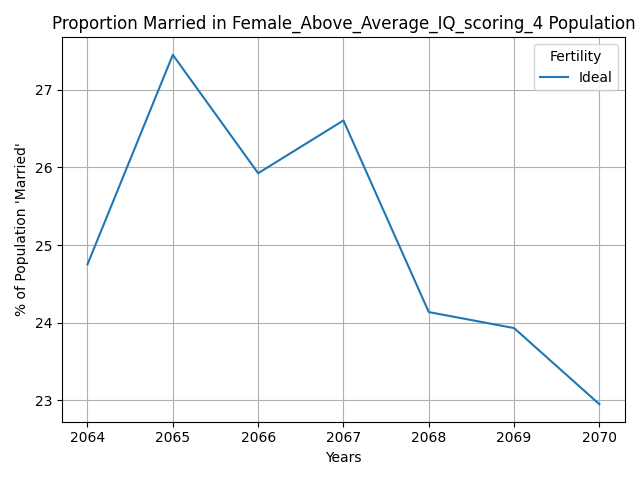 Proportion Married in Female_Above_Average_IQ_scoring_4 Population
Fertility
Ideal
% of Population 'Married'
27
26
25
24
23
2064 2065 2066 2067 2068 2069 2070
Years